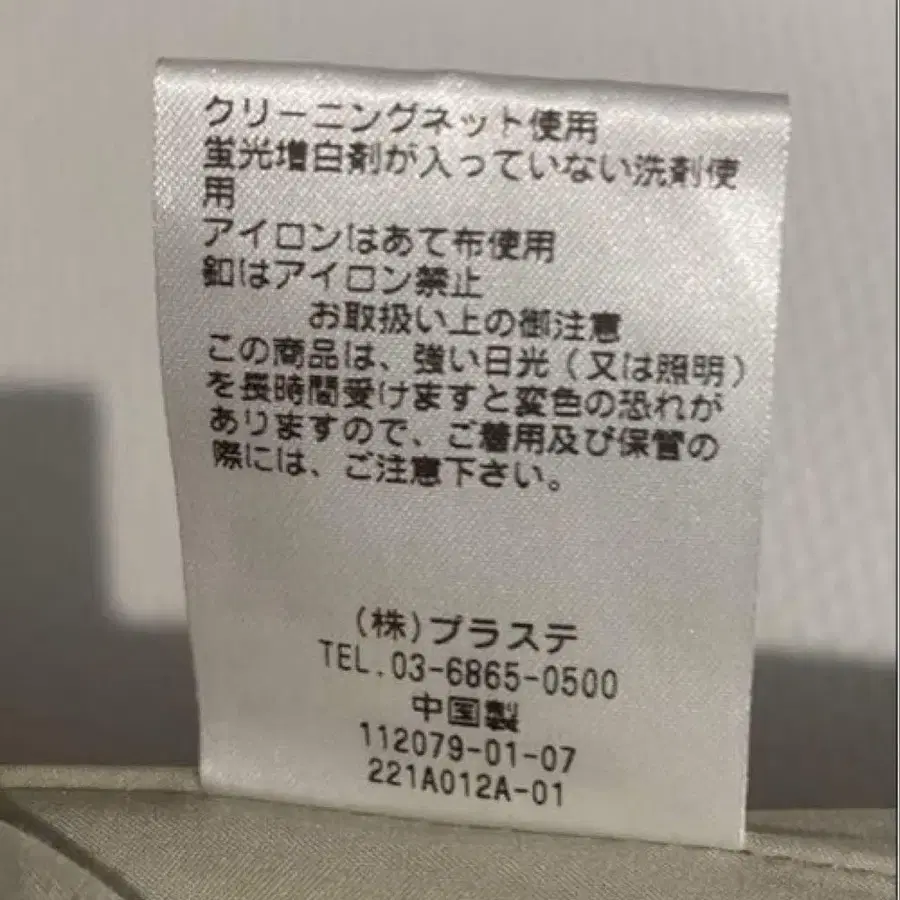 クリーニングネット使用
蛍光増白剤が入っていない洗剤使
用
アイロンはあて布使用
釦はアイロン禁止
お取扱い上の御注意
この商品は、強い日光(又は照明)
を長時間受けますと変色の恐れが
ありますので、ご着用及び保管の
際には、ご注意下さい。
(株)プラステ
TEL.03-6865-0500
中国製
112079-01-07
221A012A-01